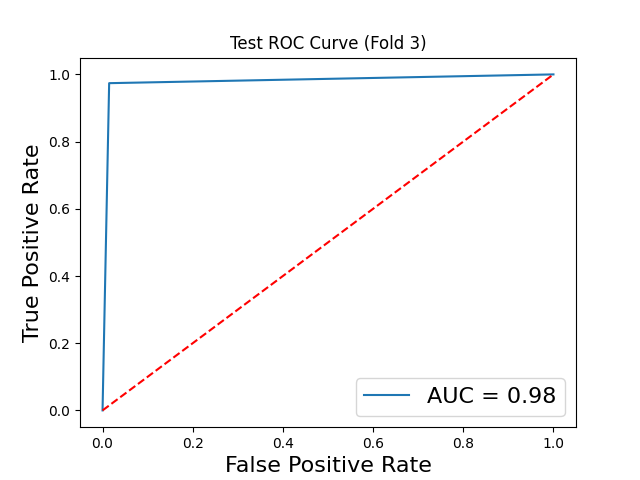 Test ROC Curve (Fold 3)
True Positive Rate
1.0
0.8
0.6
0.4
0.2
0.0
AUC = 0.98
0.0 0.2 0.4 0.6 0.8 1.0
False Positive Rate